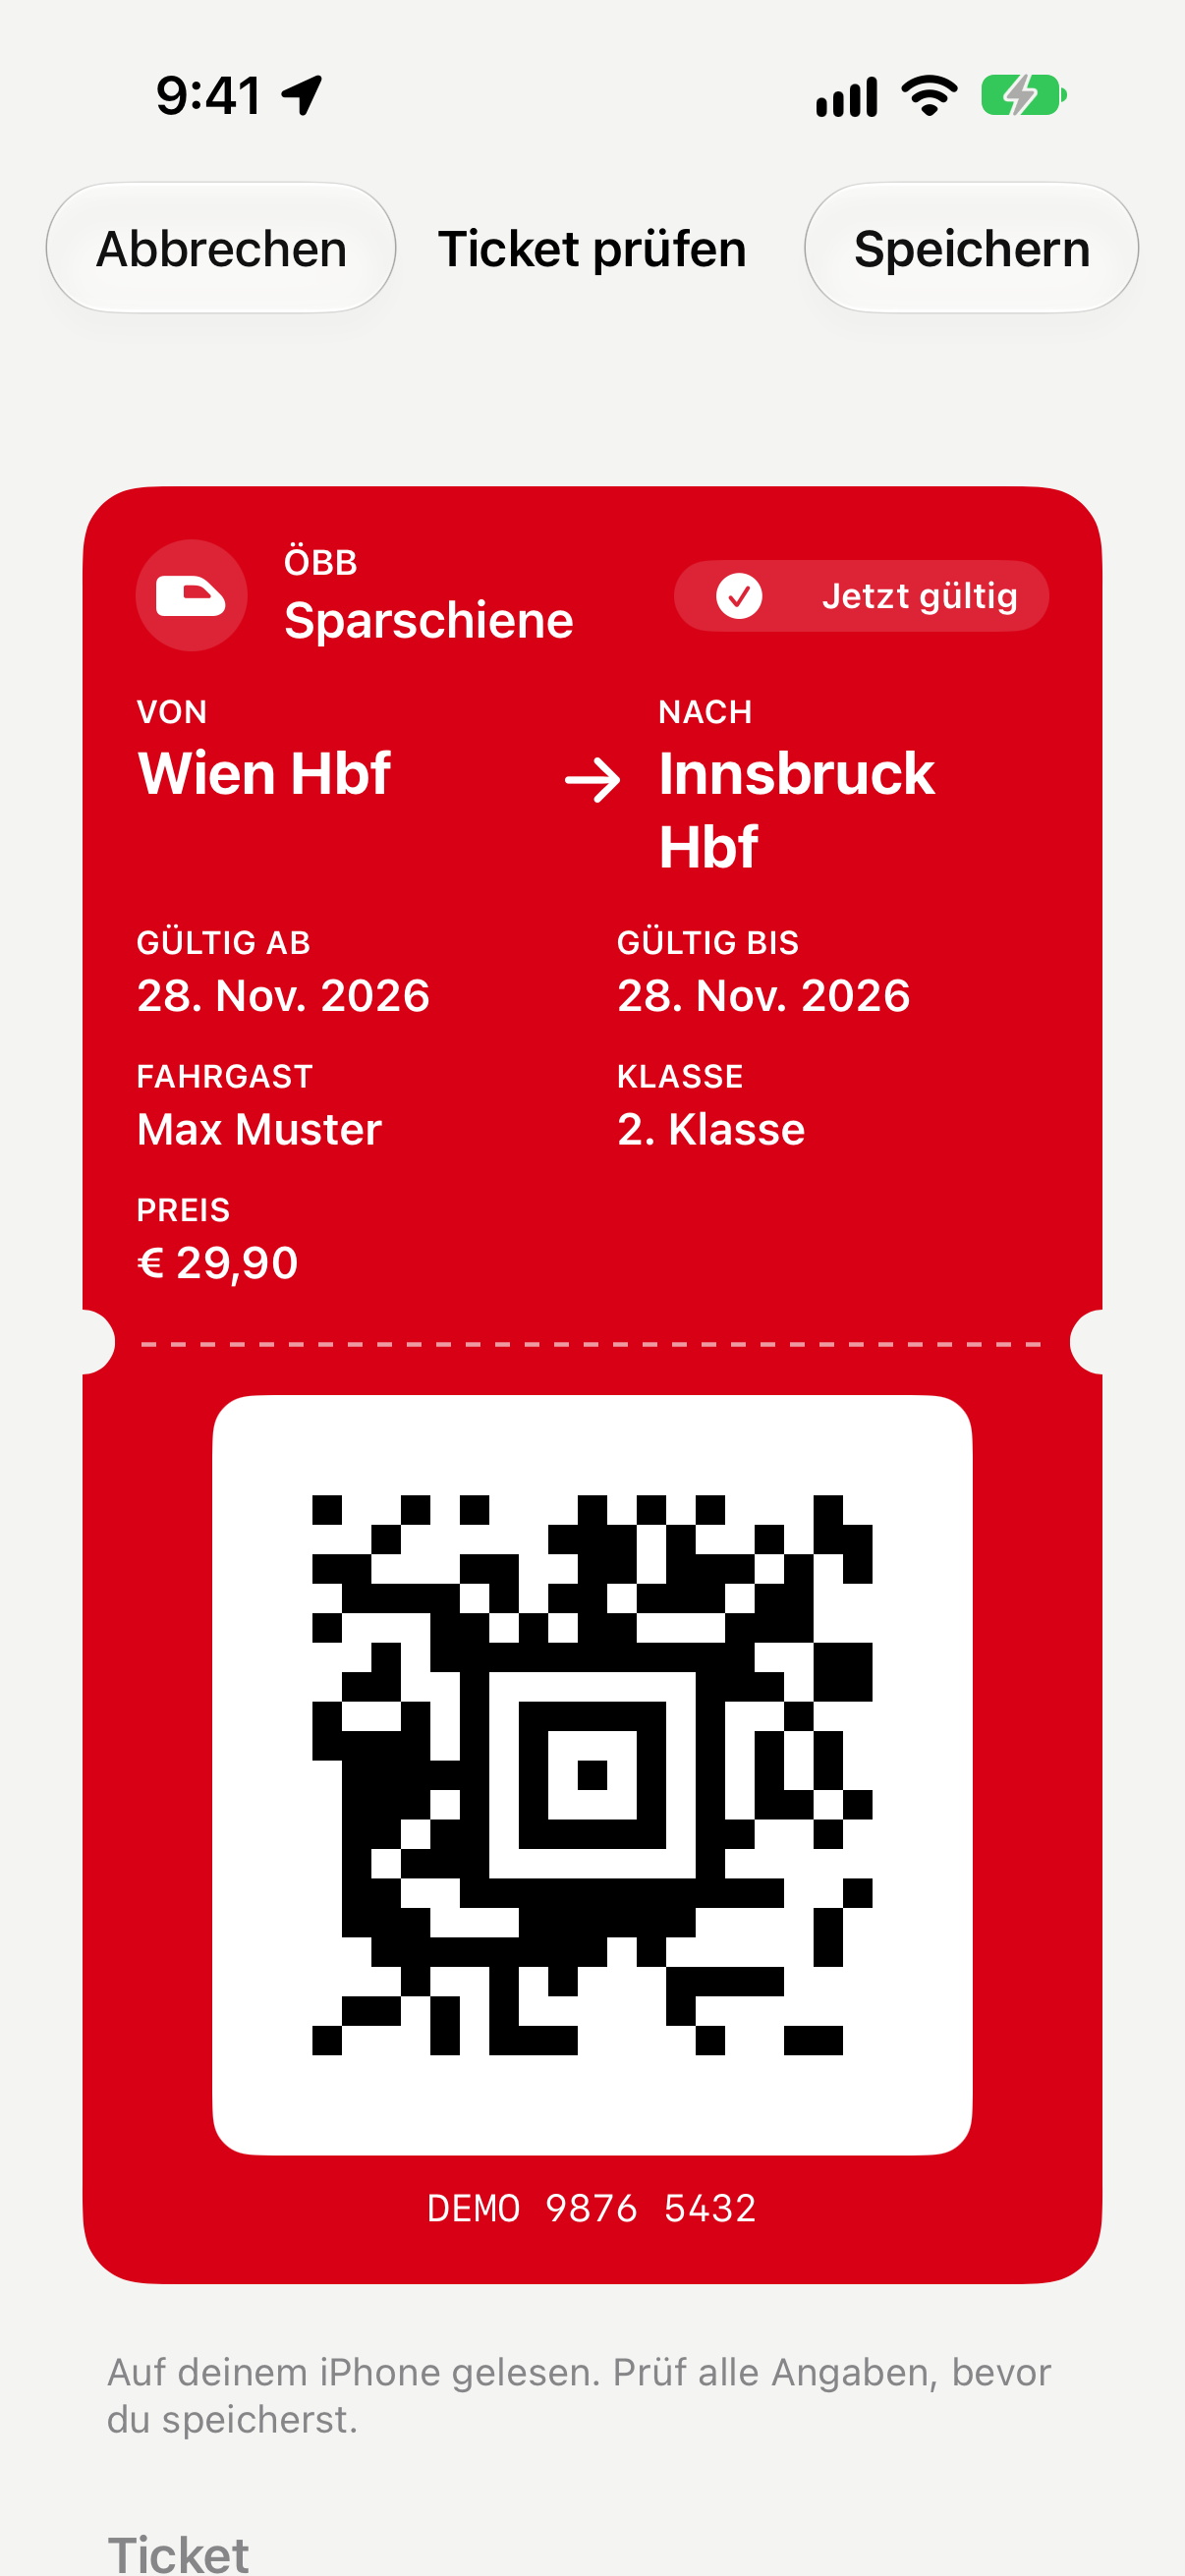 9:41
Abbrechen
Ticket prüfen
Speichern
ÖBB
Sparschiene
Jetzt gültig
VON
Wien Hbf
NACH
Innsbruck
Hbf
GÜLTIG AB
28. Nov. 2026
GÜLTIG BIS
28. Nov. 2026
FAHRGAST
Max Muster
KLASSE
2. Klasse
PREIS
€ 29,90
DEMO 9876 5432
Auf deinem iPhone gelesen. Prüf alle Angaben, bevor
du speicherst.
Ticket